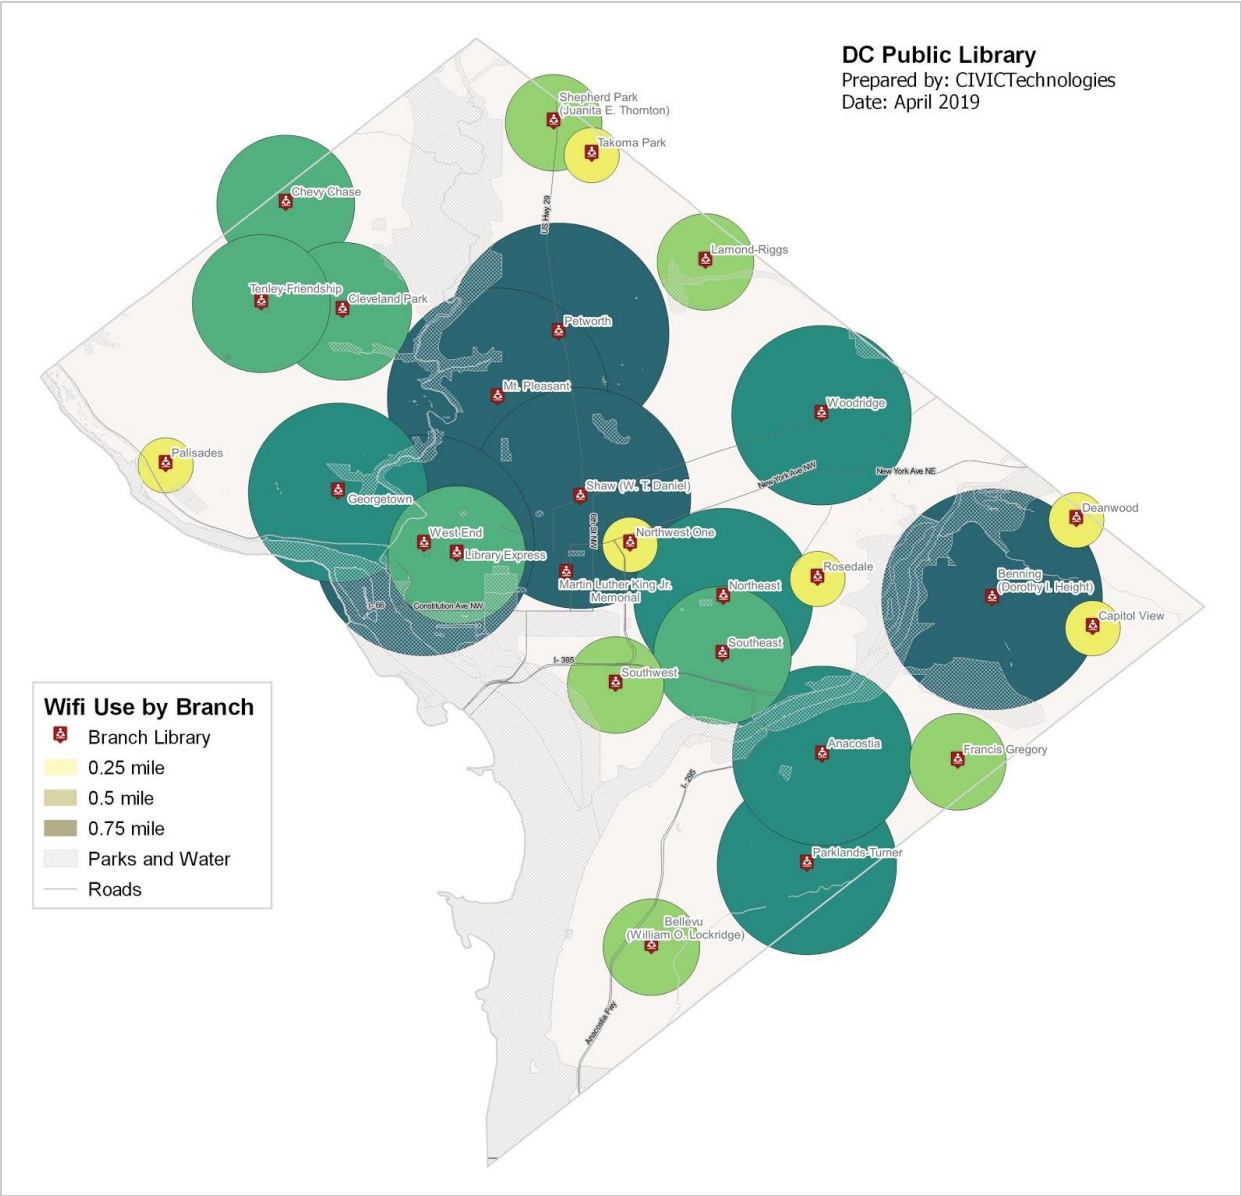 DC Public Library
Prepared by: CIVICTechnologies
Date: April 2019
Shepherd Park
(Juanita E. Thornton)
Takoma Park
Chevy Chase
US Hwy 29
Lamond-Riggs
Tenley-Friendship
Cleveland Park
Petworth
Mt. Pleasant
Woodridge
Palisades
Georgetown
Shaw (W. T. Daniel)
New York Ave NW
New York Ave NE
Deanwood
West End
Library Express
6th St NW
Northwest One
Rosedale
Martin Luther King Jr.
Memorial
Northeast
Benning
(Dorothy I. Height)
Capitol View
I- 66
Constitution Ave NW
Southeast
I- 395
Southwest
Anacostia
Francis Gregory
I- 295
Parklands-Turner
Bellevu
(William O. Lockridge)
Anacostia Fwy
Wifi Use by Branch
Branch Library
0.25 mile
0.5 mile
0.75 mile
Parks and Water
Roads